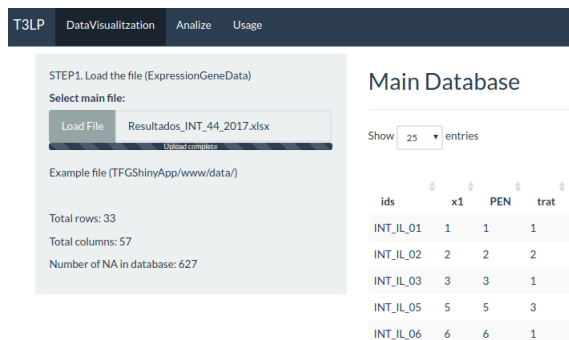 T3LP DataVisualitzation Analize Usage
STEP1. Load the file (ExpressionGeneData)
Select main file:
Load File Resultados_INT_44_2017.xlsx
Upload complete
Example file (TFGShinyApp/www/data/)
Total rows: 33
Total columns: 57
Number of NA in database: 627
Main Database
Show 25 entries
ids x1 PEN trat
INT_IL_01 1 1 1
INT_IL_02 2 2 2
INT_IL_03 3 3 1
INT_IL_05 5 5 3
INT_IL_06 6 6 1